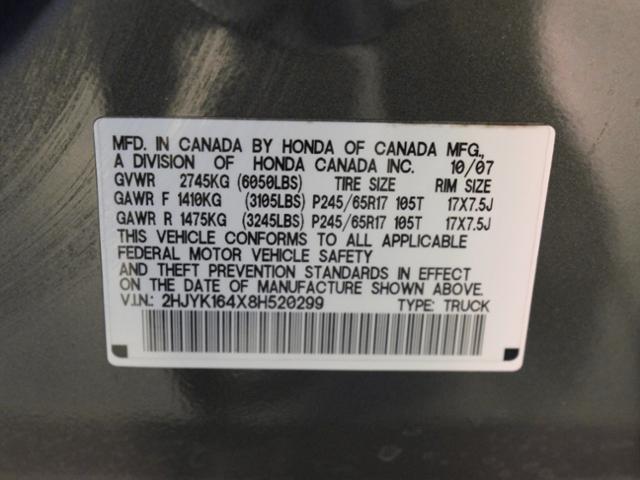 MFD. IN CANADA BY HONDA OF CANADA MFG.,
A DIVISION OF HONDA CANADA INC. 10/07
GVWR 2745KG (6050LBS) TIRE SIZE RIM SIZE
GAWR F 1410KG (3105LBS) P245/65R17 105T 17X7.5J
GAWR R 1475KG (3245LBS) P245/65R17 105T 17X7.5J
THIS VEHICLE CONFORMS TO ALL APPLICABLE
FEDERAL MOTOR VEHICLE SAFETY
AND THEFT PREVENTION STANDARDS IN EFFECT
ON THE DATE OF MANUFACTURE SHOWN ABOVE.
V.I.N.: 2HJYK164X8H520299 TYPE: TRUCK